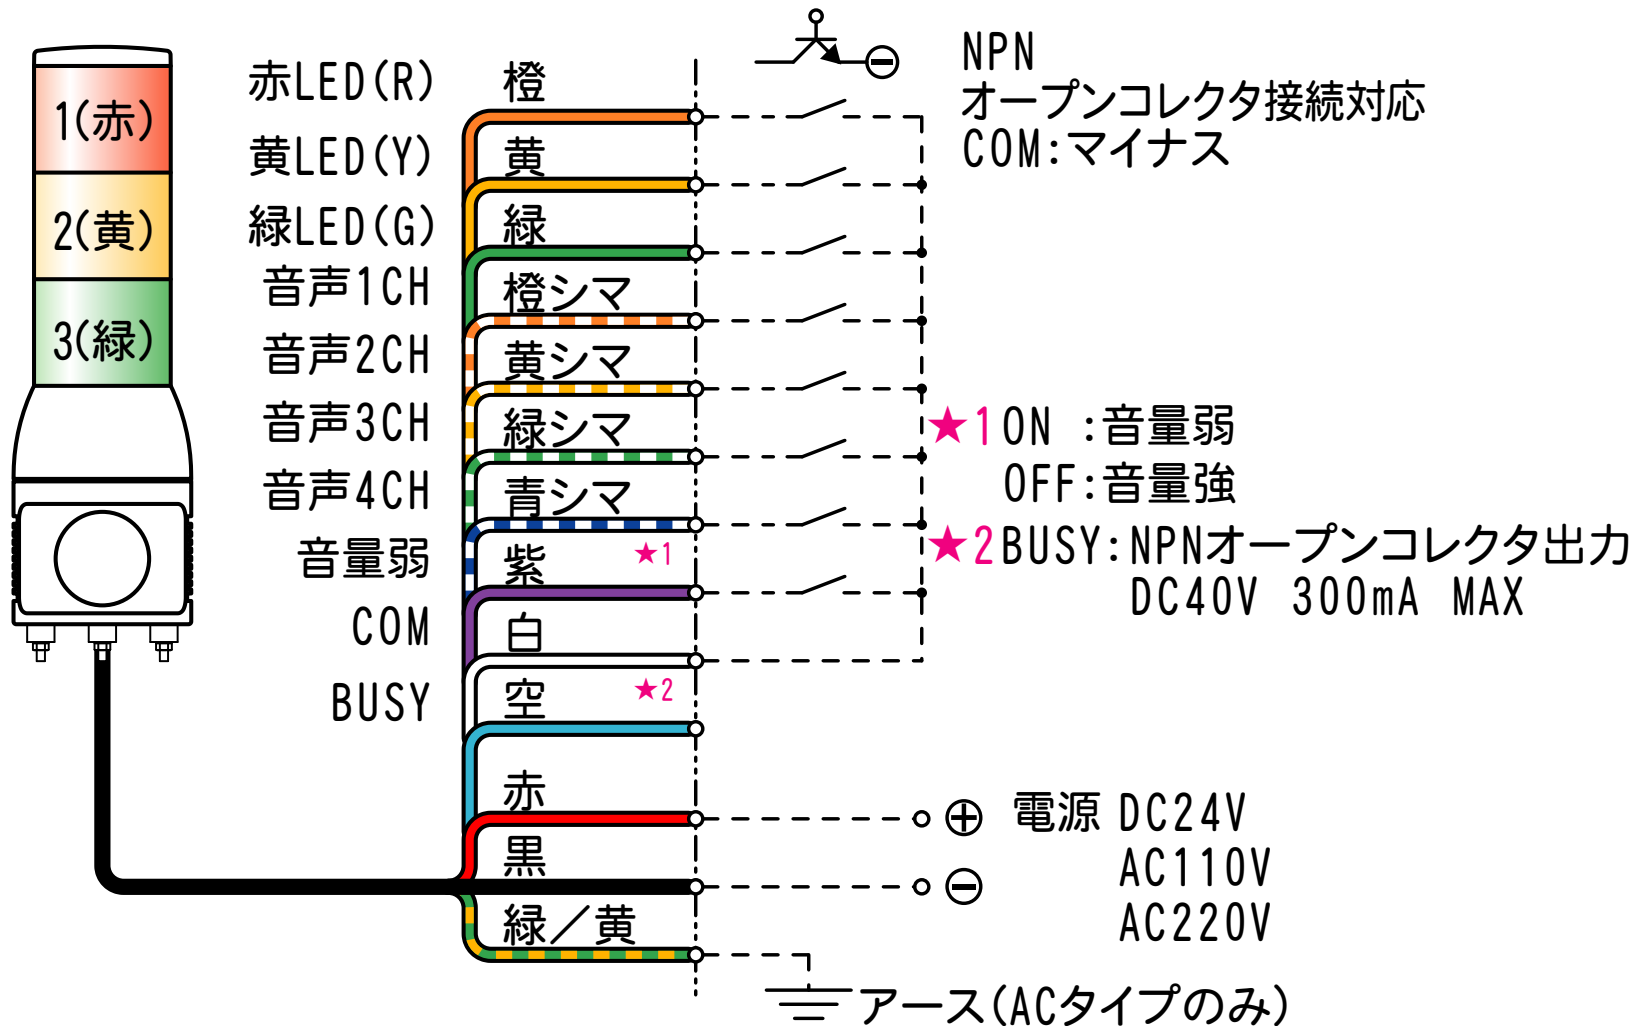 1(赤)
2(黄)
3(緑)
赤LED(R) 橙
黄LED(Y) 黄
緑LED(G) 緑
音声1CH 橙シマ
音声2CH 黄シマ
音声3CH 緑シマ
音声4CH 青シマ
音量弱 紫 ★1
COM 白
BUSY 空 ★2
赤
黒
緑/黄
NPN
オープンコレクタ接続対応
COM:マイナス
★1 ON :音量弱
OFF:音量強
★2 BUSY:NPNオープンコレクタ出力
DC40V 300mA MAX
⊕ 電源 DC24V
⊖ AC110V
AC220V
アース(ACタイプのみ)